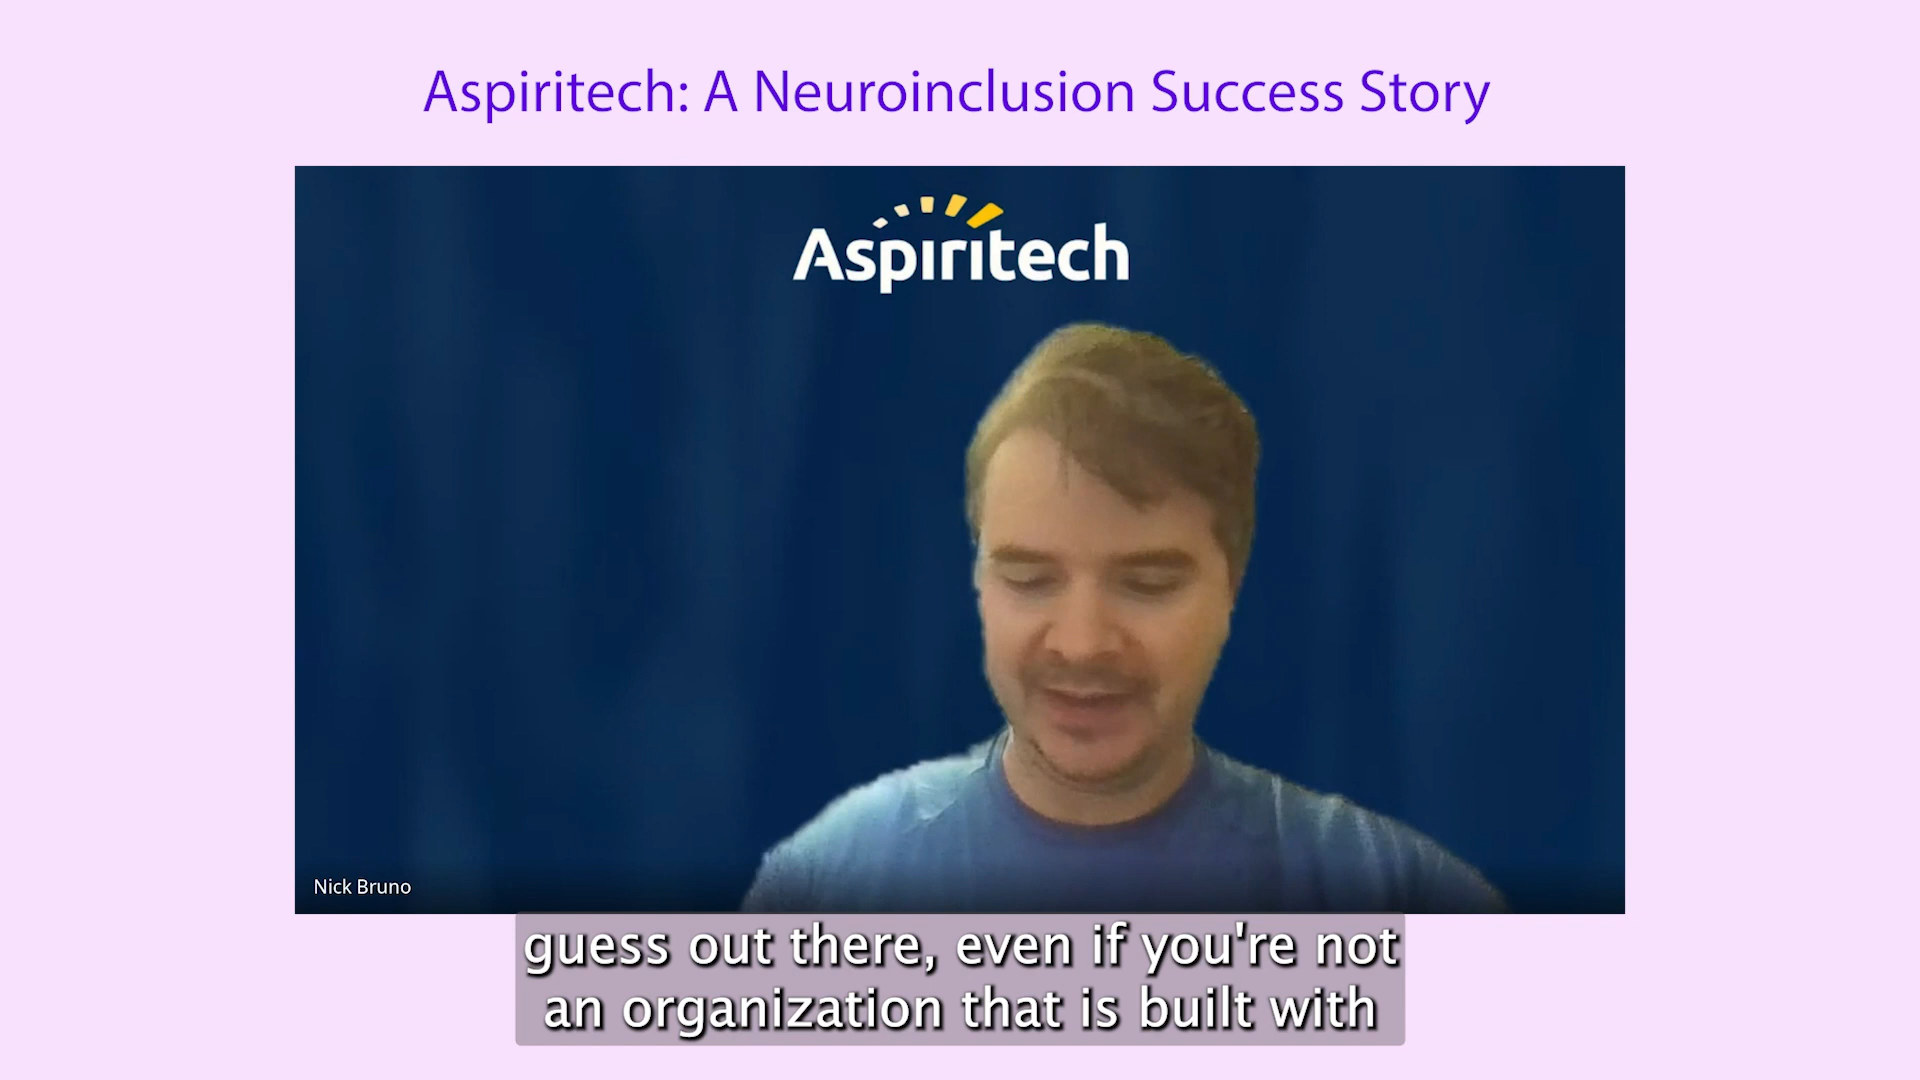 Aspiritech: A Neuroinclusion Success Story
Aspiritech
Nick Bruno
guess out there, even if you're not
an organization that is built with